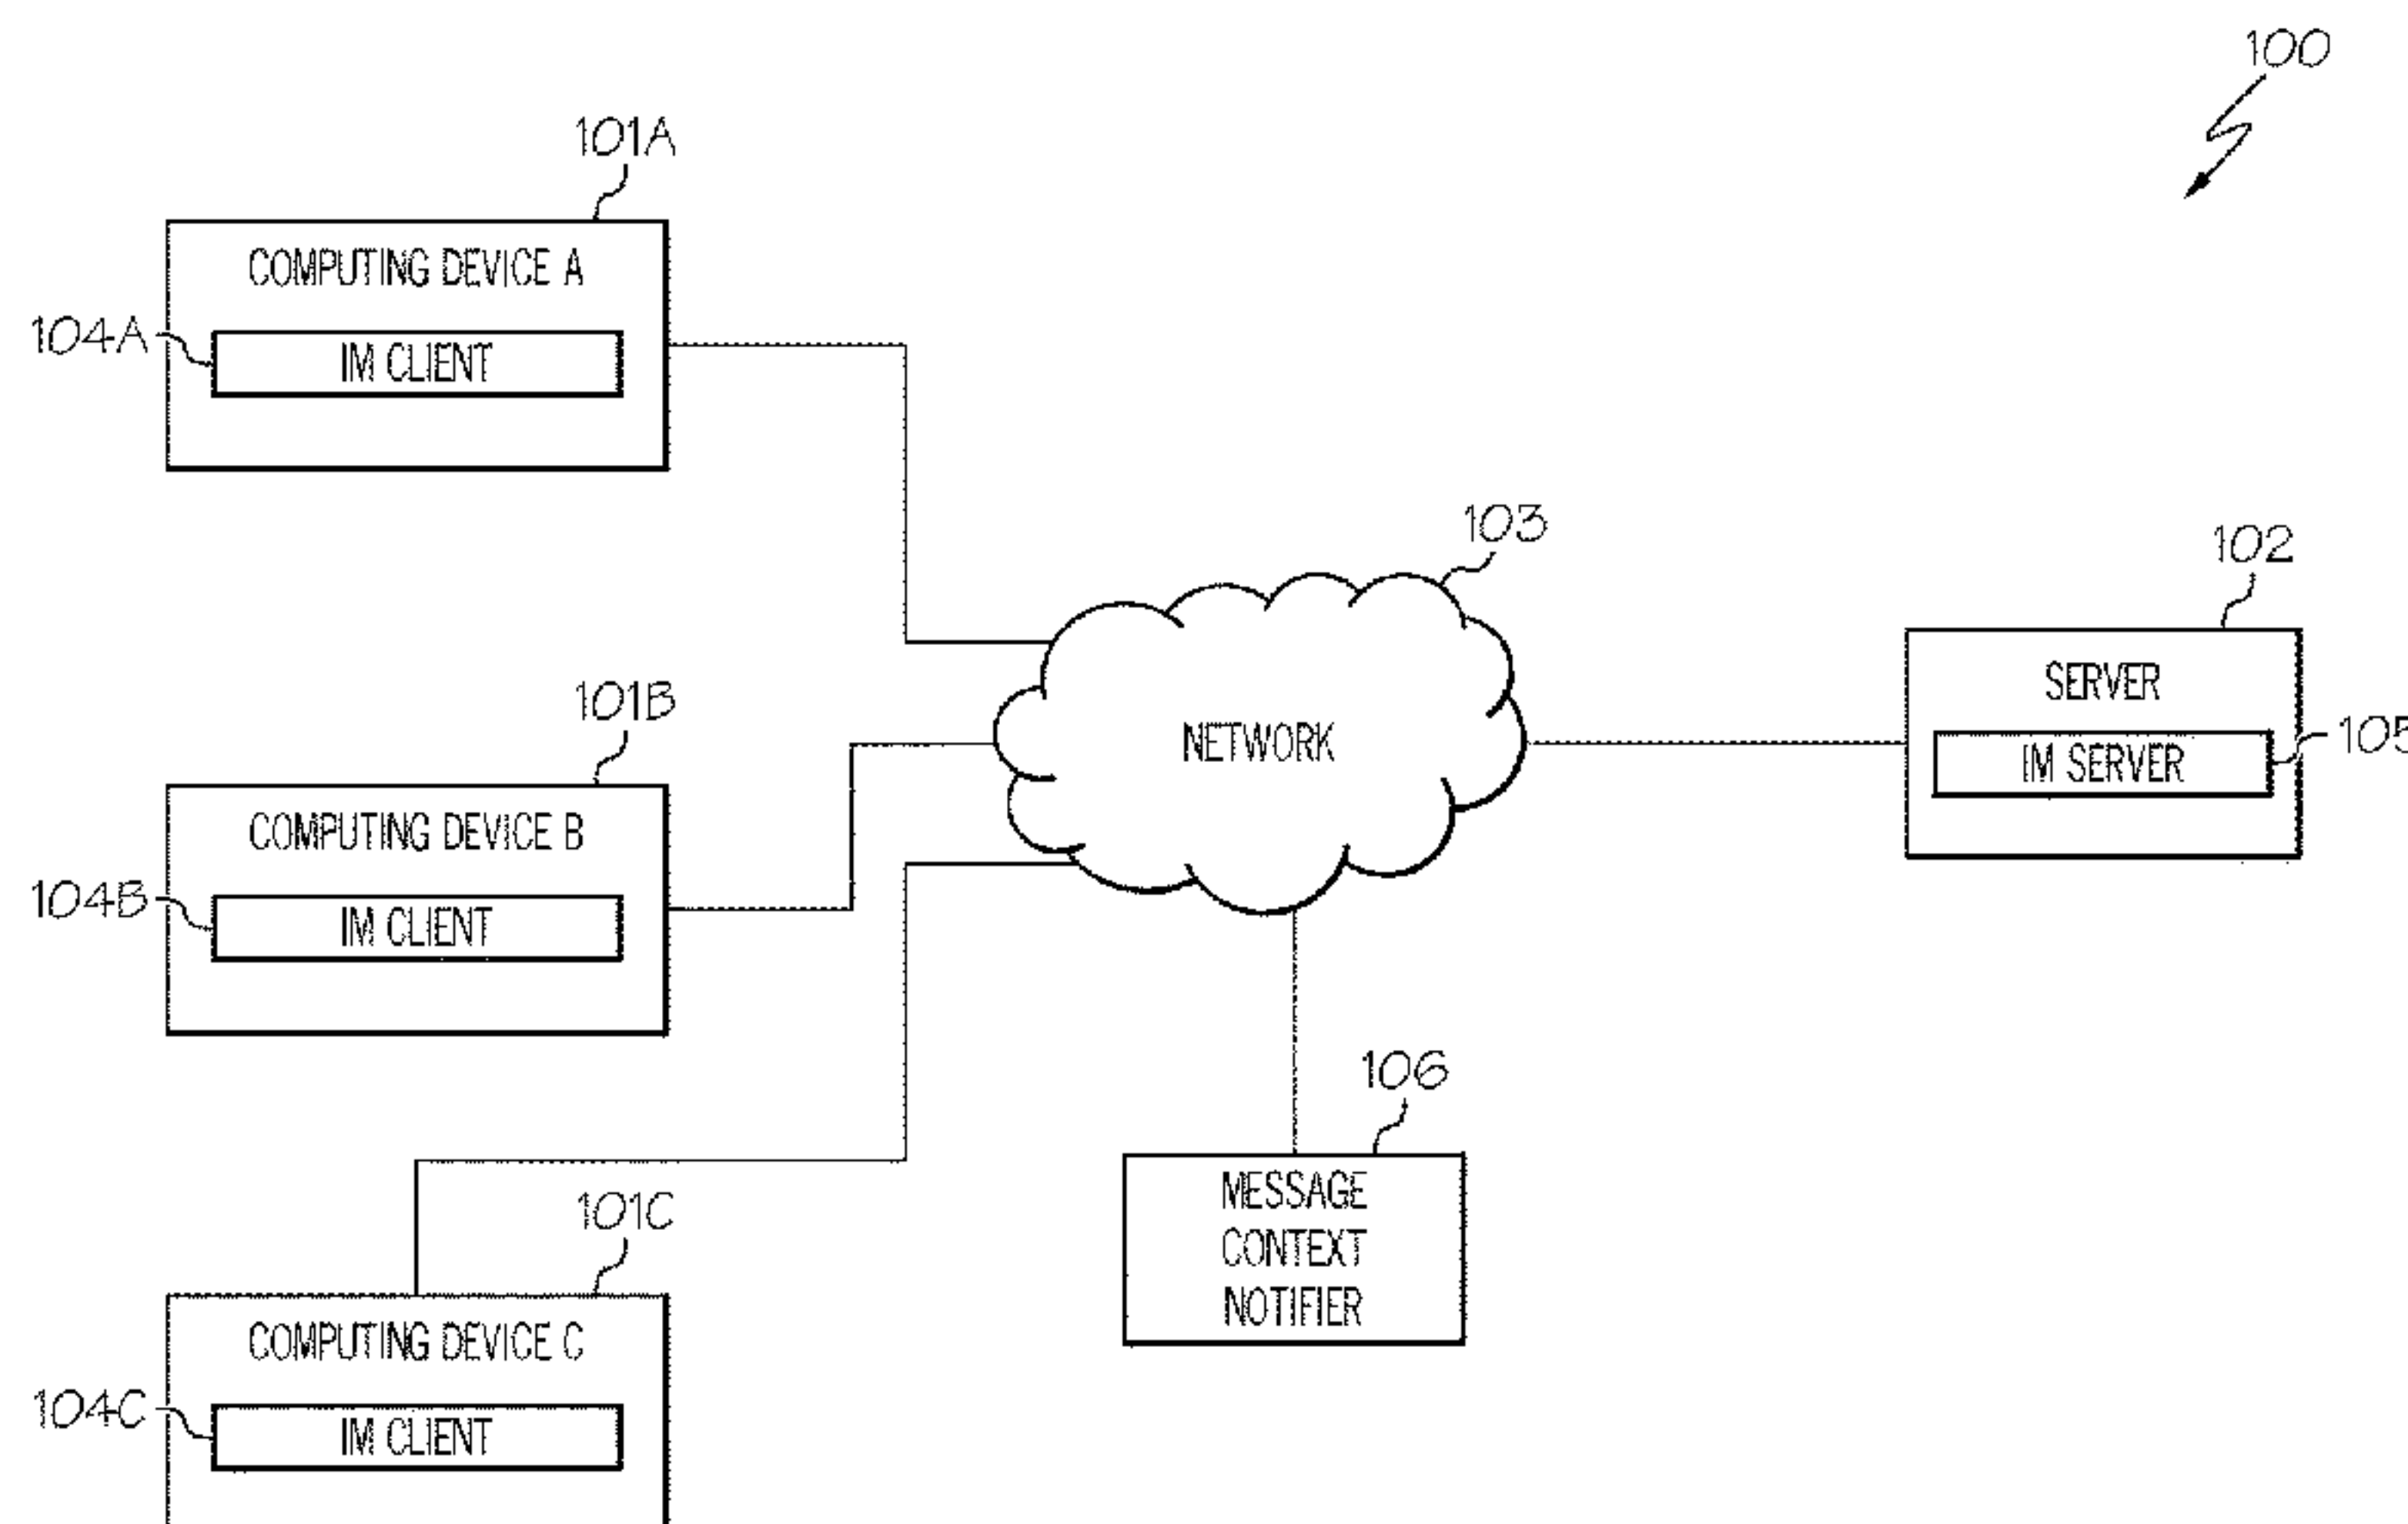 100
101A
COMPUTING DEVICE A
104A
IM CLIENT
103
102
NETWORK
SERVER
IM SERVER
105
101B
COMPUTING DEVICE B
104B
IM CLIENT
106
MESSAGE
CONTEXT
NOTIFIER
101C
COMPUTING DEVICE C
104C
IM CLIENT